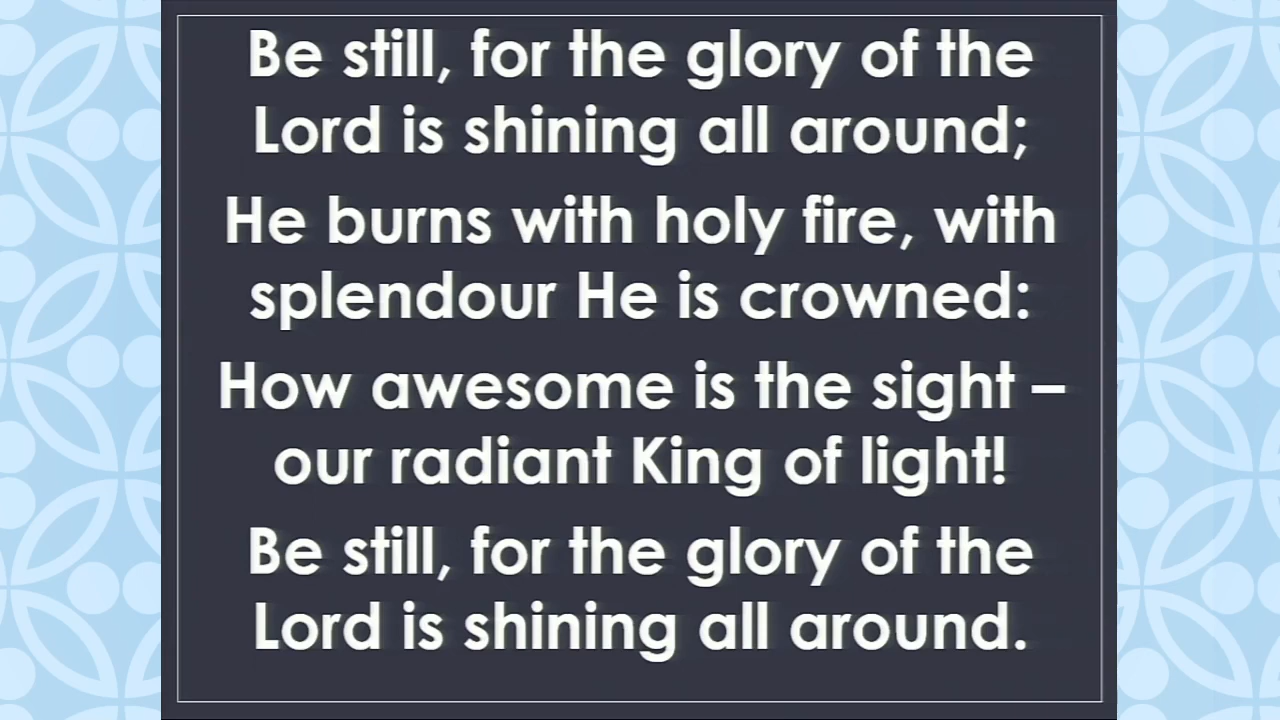 Be still, for the glory of the
Lord is shining all around;
He burns with holy fire, with
splendour He is crowned:
How awesome is the sight –
our radiant King of light!
Be still, for the glory of the
Lord is shining all around.